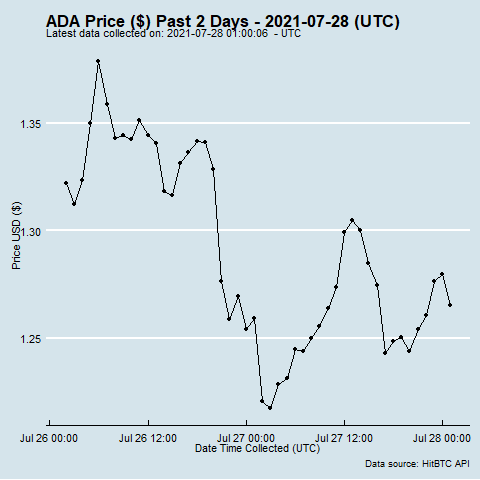 ADA Price ($) Past 2 Days - 2021-07-28 (UTC)
Latest data collected on: 2021-07-28 01:00:06 - UTC
1.35
1.30
1.25
Price USD ($)
Jul 26 00:00 Jul 26 12:00 Jul 27 00:00 Jul 27 12:00 Jul 28 00:00
Date Time Collected (UTC)
Data source: HitBTC API